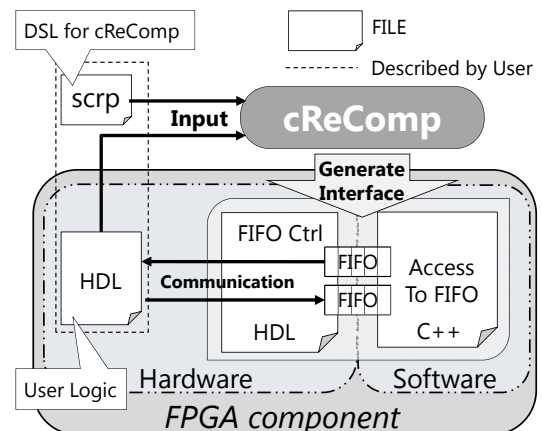 DSL for cReComp
FILE
Described by User
scrp
Input
cReComp
Generate
Interface
FIFO Ctrl
FIFO
HDL
Communication
FIFO
Access
To FIFO
C++
HDL
User Logic
Hardware
Software
FPGA component